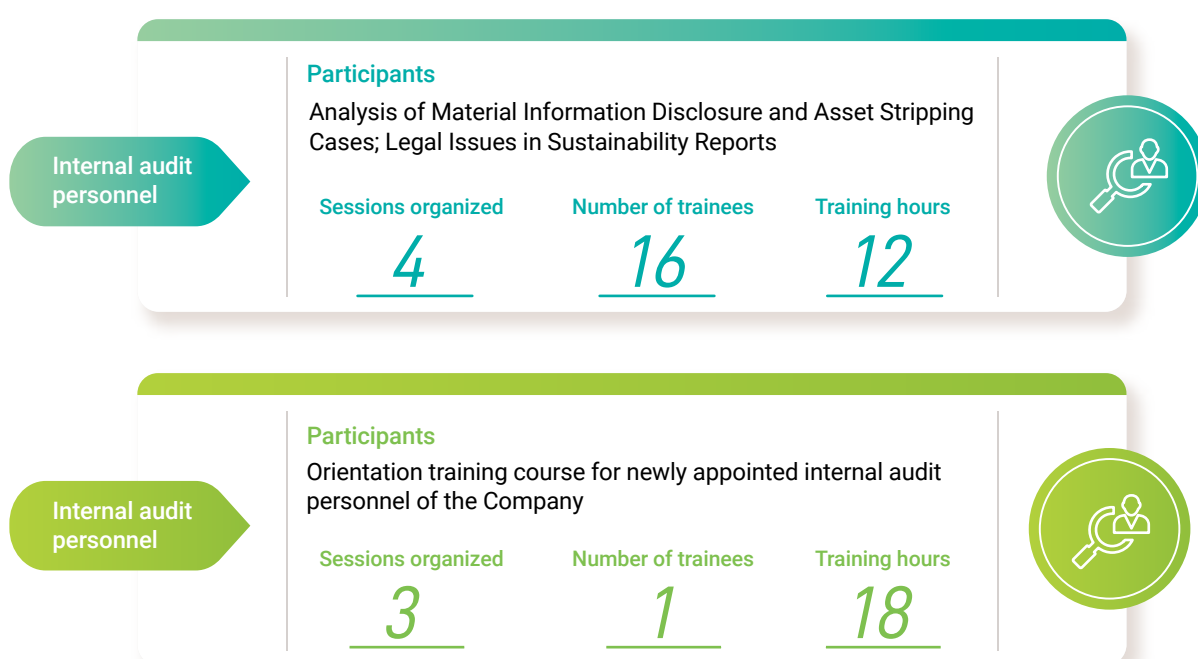 Internal audit
personnel
Participants
Analysis of Material Information Disclosure and Asset Stripping
Cases; Legal Issues in Sustainability Reports
Sessions organized
Number of trainees
Training hours
4
16
12
Internal audit
personnel
Participants
Orientation training course for newly appointed internal audit
personnel of the Company
Sessions organized
Number of trainees
Training hours
3
1
18